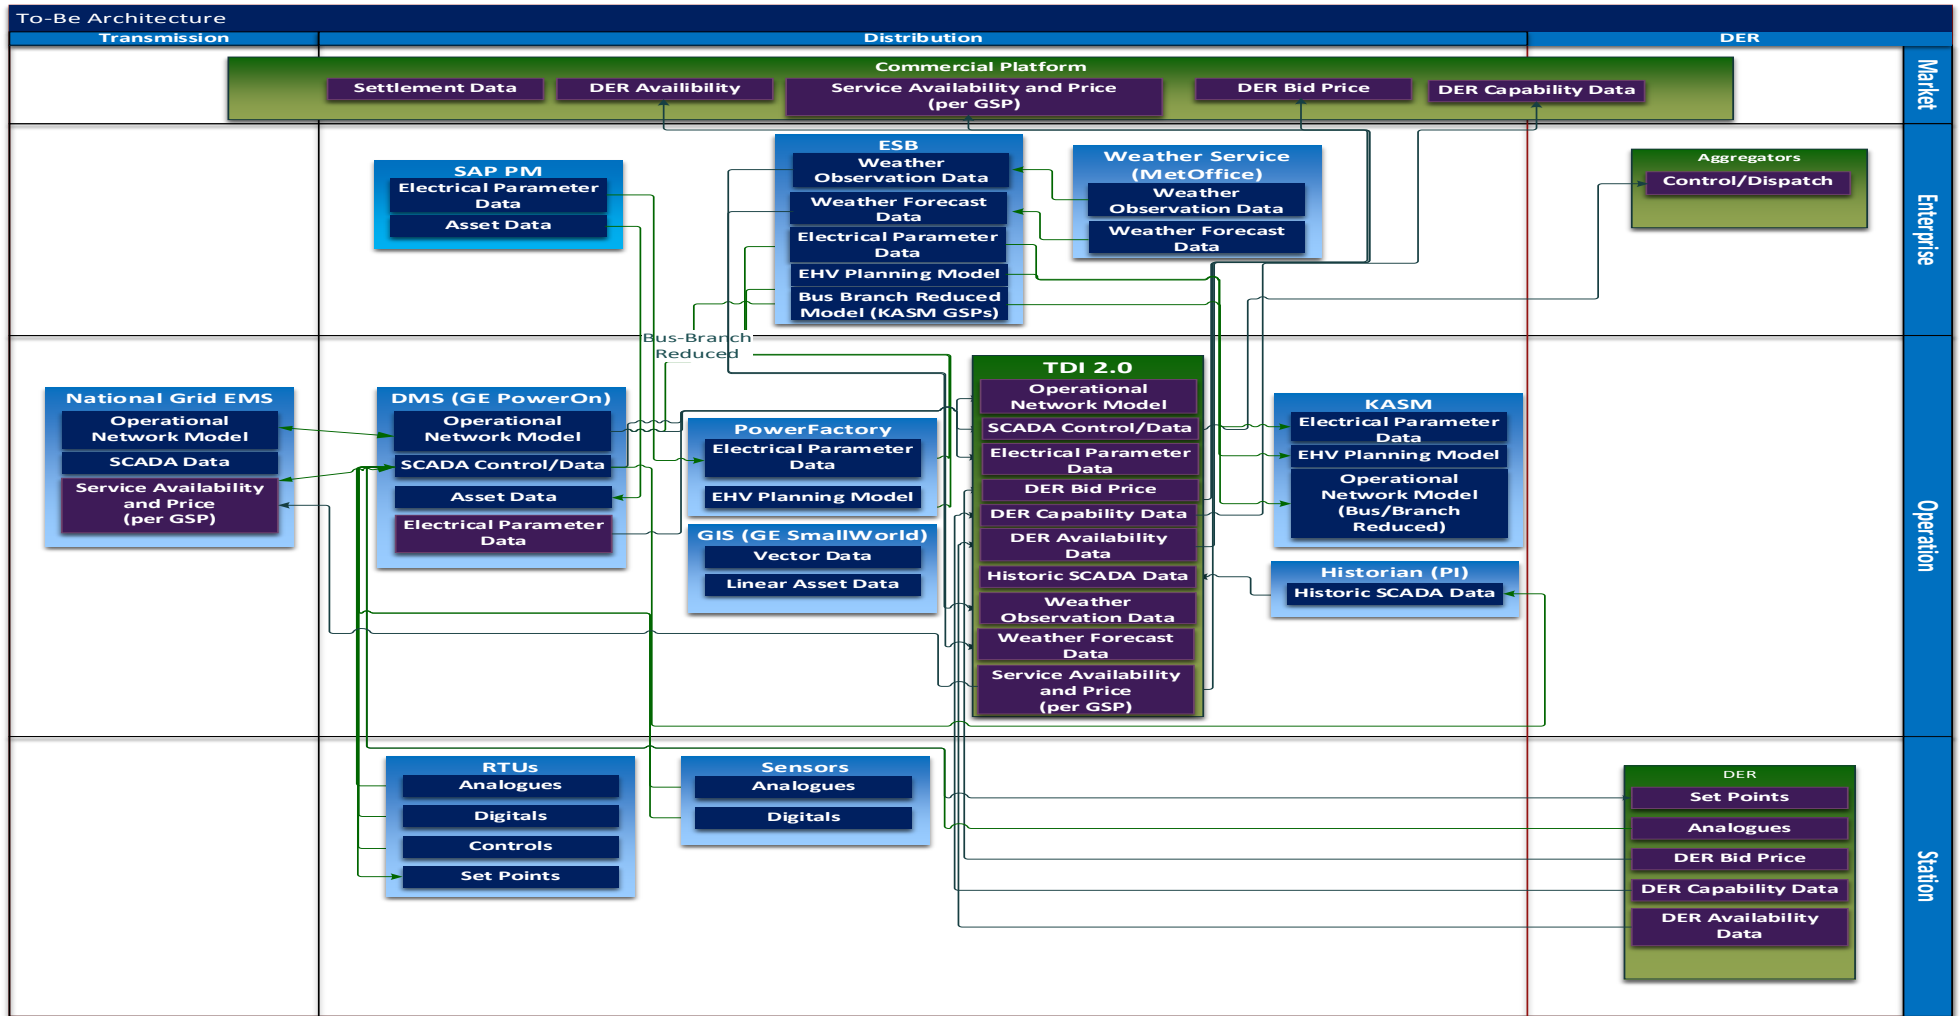 To-Be Architecture
Transmission
Distribution
DER
Market
Commercial Platform
Settlement Data
DER Availibility
Service Availability and Price
(per GSP)
DER Bid Price
DER Capability Data
Enterprise
SAP PM
Electrical Parameter
Data
Asset Data
ESB
Weather
Observation Data
Weather Forecast
Data
Electrical Parameter
Data
EHV Planning Model
Bus Branch Reduced
Model (KASM GSPs)
Weather Service
(MetOffice)
Weather
Observation Data
Weather Forecast
Data
Aggregators
Control/Dispatch
Bus-Branch
Reduced
Operation
National Grid EMS
Operational
Network Model
SCADA Data
Service Availability
and Price
(per GSP)
DMS (GE PowerOn)
Operational
Network Model
SCADA Control/Data
Asset Data
Electrical Parameter
Data
PowerFactory
Electrical Parameter
Data
EHV Planning Model
GIS (GE SmallWorld)
Vector Data
Linear Asset Data
TDI 2.0
Operational
Network Model
SCADA Control/Data
Electrical Parameter
Data
DER Bid Price
DER Capability Data
DER Availability
Data
Historic SCADA Data
Weather
Observation Data
Weather Forecast
Data
Service Availability
and Price
(per GSP)
KASM
Electrical Parameter
Data
EHV Planning Model
Operational
Network Model
(Bus/Branch
Reduced)
Historian (PI)
Historic SCADA Data
Station
RTUs
Analogues
Digitals
Controls
Set Points
Sensors
Analogues
Digitals
DER
Set Points
Analogues
DER Bid Price
DER Capability Data
DER Availability
Data